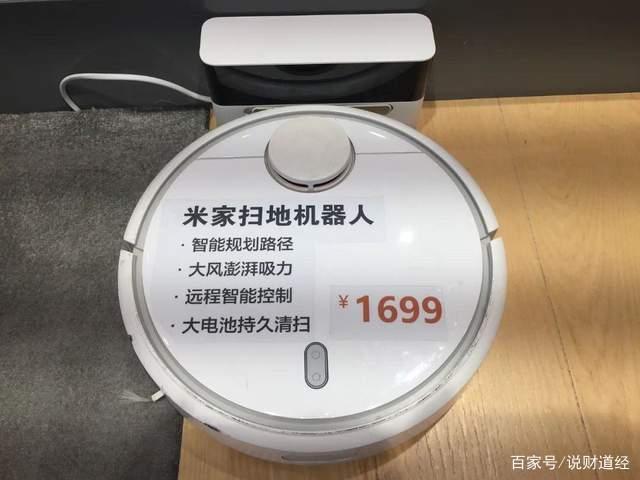 米家扫地机器人
· 智能规划路径
· 大风澎湃吸力
· 远程智能控制
· 大电池持久清扫
¥1699
百家号/说财道经